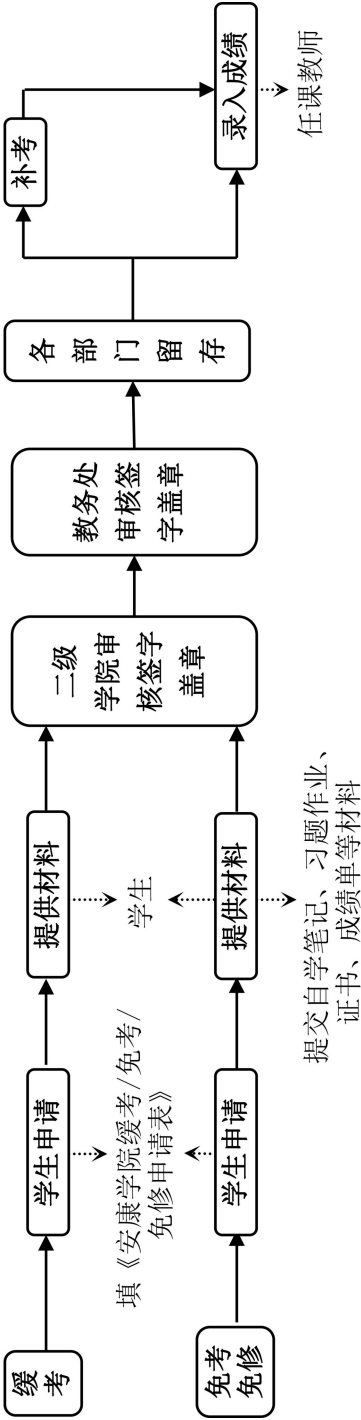 缓
考
学生申请
提供材料
填《安康学院缓考/免考/
免修申请表》
学生
免考
免修
学生申请
提供材料
提交自学笔记、习题作业、
证书、成绩单等材料
二级
学院审
核签字
盖章
教务处
审核签
字盖章
各
部
门
留
存
补考
录入成绩
任课教师